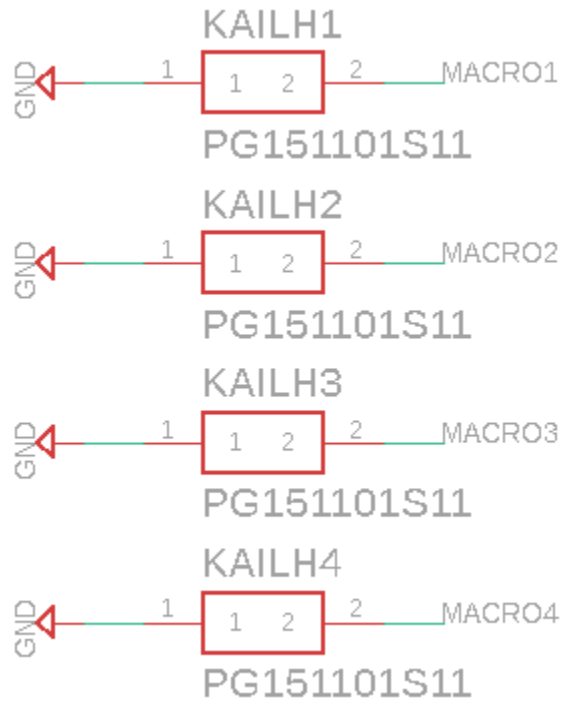 KAILH1
GND 1 1 2 2 MACRO1
PG151101S11
KAILH2
GND 1 1 2 2 MACRO2
PG151101S11
KAILH3
GND 1 1 2 2 MACRO3
PG151101S11
KAILH4
GND 1 1 2 2 MACRO4
PG151101S11